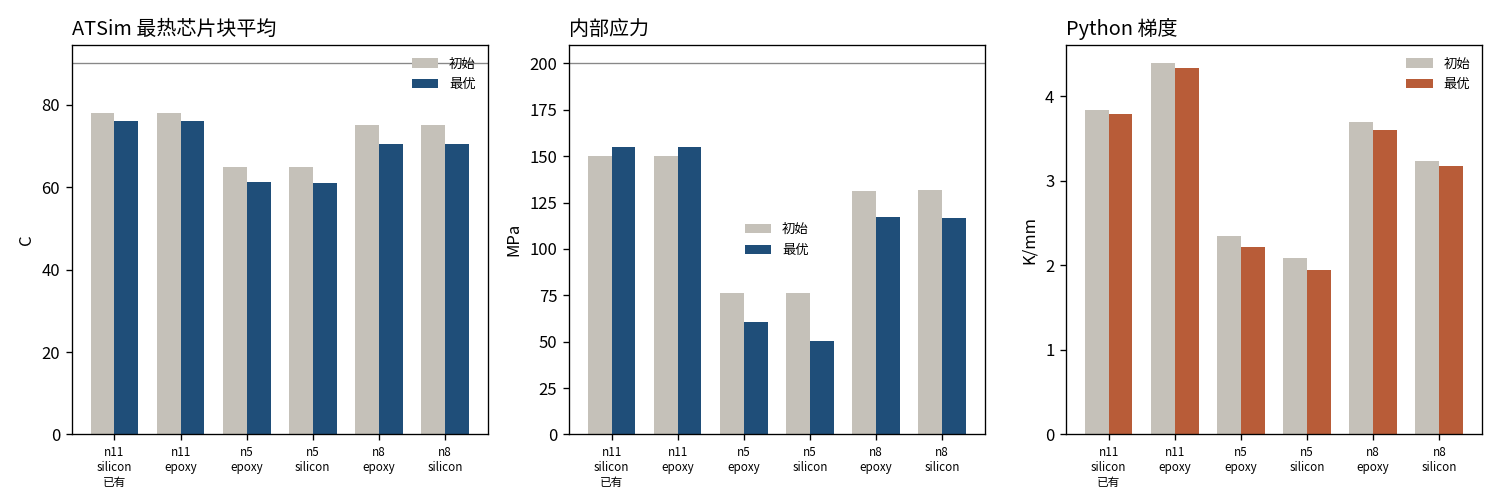 ATSim 最热芯片块平均
初始
最优
C
80
60
40
20
0
n11
silicon
已有
n11
epoxy
n5
epoxy
n5
silicon
n8
epoxy
n8
silicon
内部应力
初始
最优
MPa
200
175
150
125
100
75
50
25
0
n11
silicon
已有
n11
epoxy
n5
epoxy
n5
silicon
n8
epoxy
n8
silicon
Python 梯度
初始
最优
K/mm
4
3
2
1
0
n11
silicon
已有
n11
epoxy
n5
epoxy
n5
silicon
n8
epoxy
n8
silicon